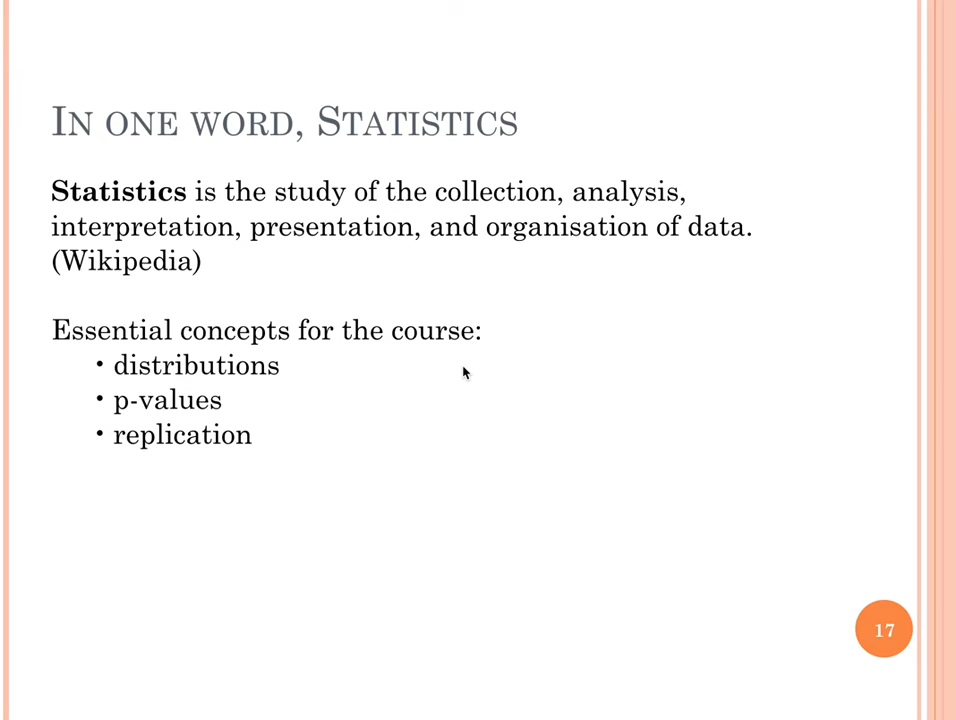 In one word, Statistics
Statistics is the study of the collection, analysis,
interpretation, presentation, and organisation of data.
(Wikipedia)
Essential concepts for the course:
• distributions
• p-values
• replication
17